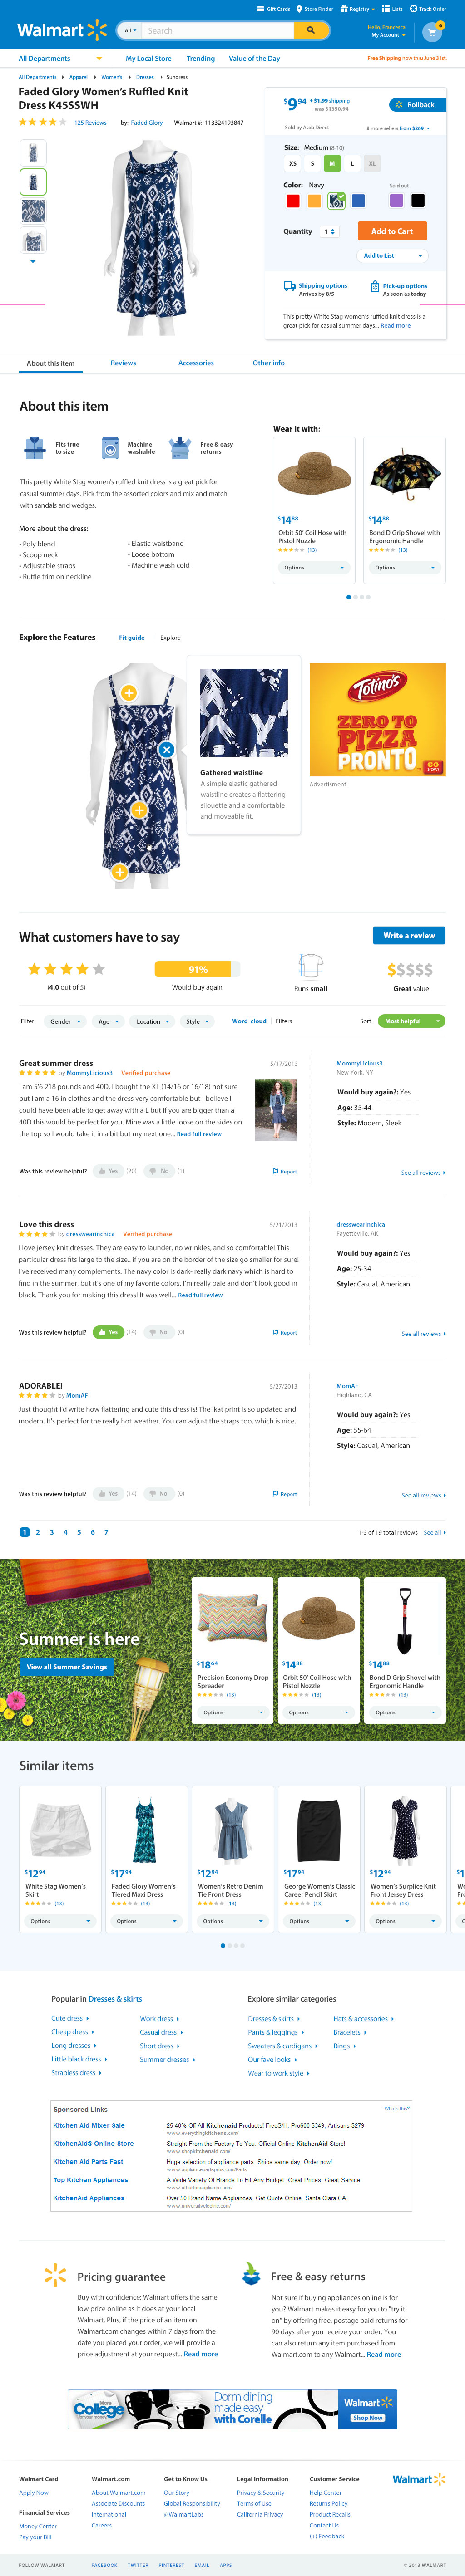 Gift Cards Store Finder Registry Lists Track Order
Walmart
All Search
Hello, Francesca
My Account
6
All Departments My Local Store Trending Value of the Day
Free Shipping now thru June 31st.
All Departments Apparel Women's Dresses Sundress
Faded Glory Women's Ruffled Knit
Dress K45SSWH
125 Reviews by: Faded Glory Walmart #: 113324193847
$9.94 + $1.99 shipping
was $1350.99
Rollback
Sold by Asda Direct
8 more sellers from $269
Size: Medium (8-10)
XS S M L XL
Color: Navy
Sold out
Quantity 1 Add to Cart
Add to List
Shipping options
Arrives by 8/5
Pick-up options
As soon as today
This pretty White Stag women's ruffled knit dress is a
great pick for casual summer days... Read more
About this item Reviews Accessories Other info
About this item
Fits true
to size
Machine
washable
Free & easy
returns
This pretty White Stag women's ruffled knit dress is a great pick for
casual summer days. Pick from the assorted colors and mix and match
with sandals and wedges.
More about the dress:
• Poly blend
• Scoop neck
• Adjustable straps
• Ruffle trim on neckline
• Elastic waistband
• Loose bottom
• Machine wash cold
Wear it with:
$14.88
Orbit 50' Coil Hose with
Pistol Nozzle
(13)
Options
$14.88
Bond D Grip Shovel with
Ergonomic Handle
(13)
Options
Explore the Features Fit guide Explore
Gathered waistline
A simple elastic gathered
waistline creates a flattering
silouette and a comfortable
and moveable fit.
Totino's
ZERO TO
PIZZA
PRONTO
GO
Advertisment
What customers have to say
Write a review
(4.0 out of 5)
91%
Would buy again
Runs small
$$$$$
Great value
Filter Gender Age Location Style Word cloud Filters Sort Most helpful
Great summer dress 5/17/2013
by MommyLicious3 Verified purchase
I am 5'6 218 pounds and 40D, I bought the XL (14/16 or 16/18) not sure
but I am a 16 in clothes and the dress is very comfortable but I believe I
could have been able to get away with a L but if you are bigger than a
40D this would be perfect for you. Mine was a little loose on the sides on
the top so I would take it in a bit but my next one... Read full review
Was this review helpful? Yes (20) No (1) Report
MommyLicious3
New York, NY
Would buy again?: Yes
Age: 35-44
Style: Modern, Sleek
See all reviews
Love this dress 5/21/2013
by dresswearinchica Verified purchase
I love jersey knit dresses. They are easy to launder, no wrinkles, and so comfortable! This
particular dress fits large to the size.. if you are on the border of the size go smaller for sure!
I've received many compliments. The navy color is dark- really dark navy which is hard to
find in the summer, but it's one of my favorite colors. I'm really pale and don't look good in
black. Thank you for making this dress! It was well... Read full review
Was this review helpful? Yes (14) No (0) Report
dresswearinchica
Fayetteville, AK
Would buy again?: Yes
Age: 25-34
Style: Casual, American
See all reviews
ADORABLE! 5/27/2013
by MomAF
Just thought I'd write how flattering and cute this dress is! The ikat print is so updated and
modern. It's perfect for the really hot weather. You can adjust the straps too, which is nice.
Was this review helpful? Yes (14) No (0) Report
MomAF
Highland, CA
Would buy again?: Yes
Age: 55-64
Style: Casual, American
See all reviews
1 2 3 4 5 6 7
1-3 of 19 total reviews See all
Summer is here
View all Summer Savings
$18.64
Precision Economy Drop
Spreader
(13)
Options
$14.88
Orbit 50' Coil Hose with
Pistol Nozzle
(13)
Options
$14.88
Bond D Grip Shovel with
Ergonomic Handle
(13)
Options
Similar items
$12.94
White Stag Women's
Skirt
(13)
Options
$17.94
Faded Glory Women's
Tiered Maxi Dress
(13)
Options
$12.94
Women's Retro Denim
Tie Front Dress
(13)
Options
$17.94
George Women's Classic
Career Pencil Skirt
(13)
Options
$12.94
Women's Surplice Knit
Front Jersey Dress
(13)
Options
Popular in Dresses & skirts
Cute dress
Cheap dress
Long dresses
Little black dress
Strapless dress
Work dress
Casual dress
Short dress
Summer dresses
Explore similar categories
Dresses & skirts
Pants & leggings
Sweaters & cardigans
Our fave looks
Wear to work style
Hats & accessories
Bracelets
Rings
Sponsored Links What's this?
Kitchen Aid Mixer Sale 25-40% Off All Kitchenaid Products! FreeS/H. Pro600 $349, Artisans $279
www.everythingkitchens.com/
KitchenAid® Online Store Straight From the Factory To You. Official Online KitchenAid Store!
www.shopkitchenaid.com/
Kitchen Aid Parts Fast Huge selection of appliance parts. Ships same day. Order now!
www.appliancepartspros.com/Parts
Top Kitchen Appliances A Wide Variety Of Brands To Fit Any Budget. Great Prices, Great Service
KitchenAid Appliances Over 50 Brand Name Appliances. Get Quote Online. Santa Clara CA.
www.universityelectric.com/
Pricing guarantee
Buy with confidence: Walmart offers the same
low price online as it does at your local
Walmart. Plus, if the price of an item on
Walmart.com changes within 7 days from the
date you placed your order, we will provide a
price adjustment at your request... Read more
Free & easy returns
Not sure if buying appliances online is for
you? Walmart makes it easy for you to "try it
on" by offering free, postage paid returns for
90 days after you receive your order. You
can also return any item purchased from
Walmart.com to any Walmart... Read more
More
College
for your money
Dorm dining
made easy
with Corelle
Walmart
Shop Now
Walmart Card
Apply Now
Financial Services
Money Center
Pay your Bill
Walmart.com
About Walmart.com
Associate Discounts
International
Careers
Get to Know Us
Our Story
Global Responsibility
@WalmartLabs
Legal Information
Privacy & Security
Terms of Use
California Privacy
Customer Service
Help Center
Returns Policy
Product Recalls
Contact Us
[+] Feedback
Walmart
FOLLOW WALMART FACEBOOK TWITTER PINTEREST EMAIL APPS
© 2013 WALMART